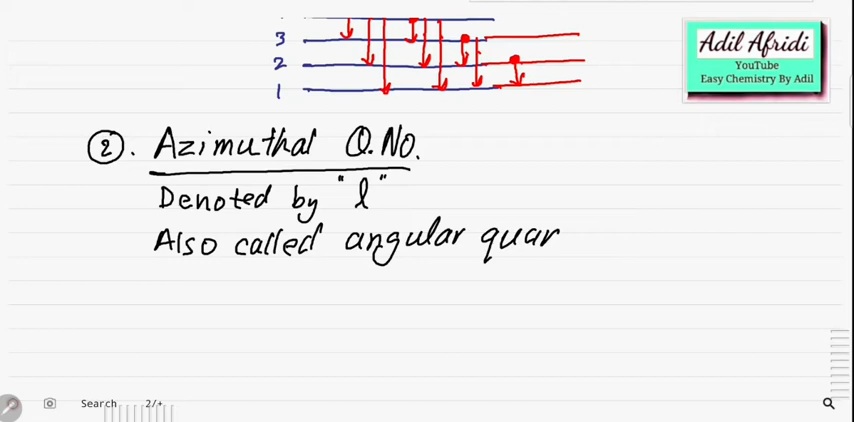 3
2
1
Adil Afridi
YouTube
Easy Chemistry By Adil
②. Azimuthal Q.No.
Denoted by "l"
Also called angular quar
Search 2/+